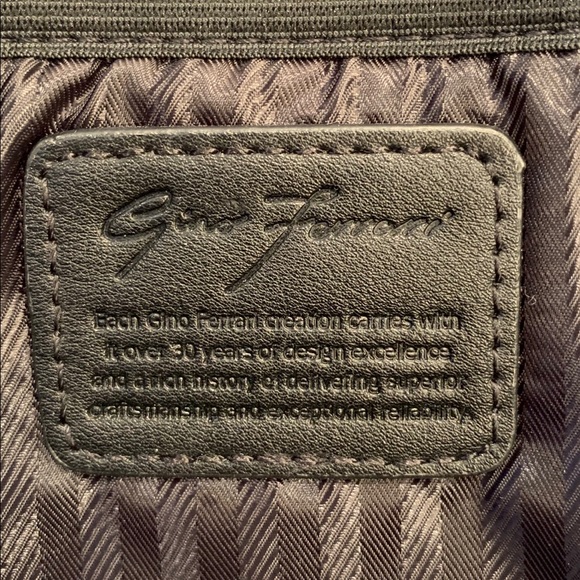 Gino Ferrari
Each Gino Ferrari creation carries with
it over 30 years of design excellence
and a rich history of delivering superior
craftsmanship and exceptional reliability.